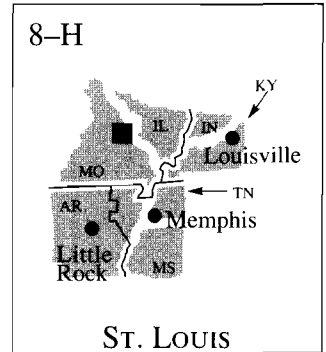 8–H
KY
IL
IN
Louisville
MO
TN
AR
Memphis
Little
Rock
MS
ST. LOUIS